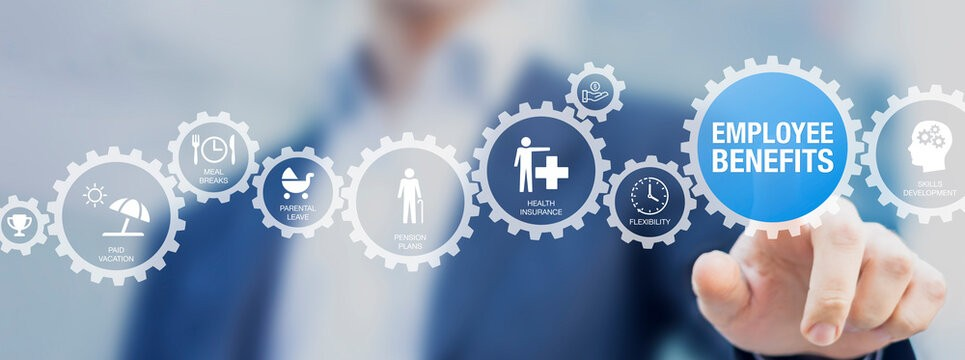 PAID
VACATION
MEAL
BREAKS
PARENTAL
LEAVE
PENSION
PLANS
HEALTH
INSURANCE
$
FLEXIBILITY
EMPLOYEE
BENEFITS
SKILLS
DEVELOPMENT